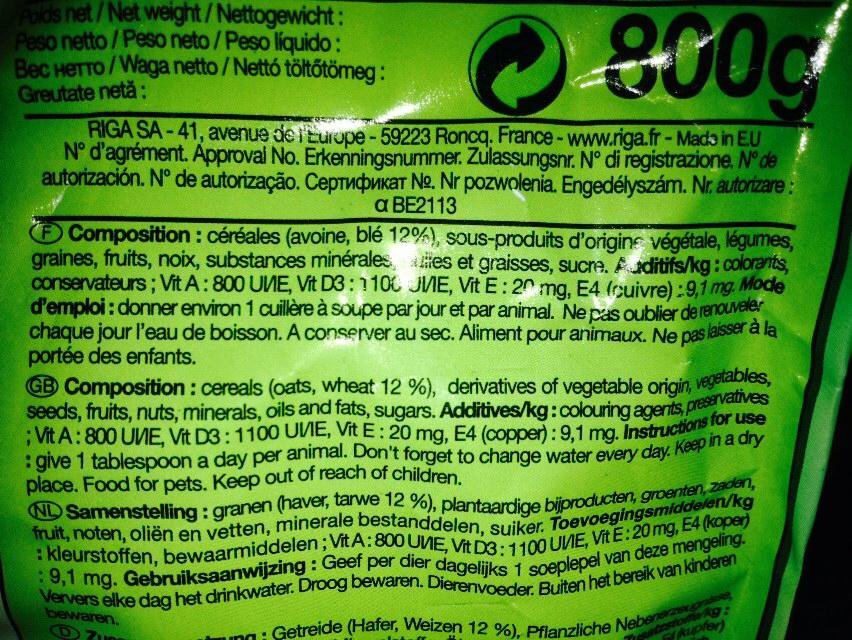 Poids net / Net weight / Nettogewicht :
Peso netto / Peso neto / Peso líquido :
Вес нетто / Waga netto / Nettó töltőtömeg :
Greutate netă :
800g
RIGA SA - 41, avenue de l'Europe - 59223 Roncq. France - www.riga.fr - Made in E.U
N° d'agrément. Approval No. Erkenningsnummer. Zulassungsnr. N° di registrazione. N° de
autorización. N° de autorização. Сертификат №. Nr pozwolenia. Engedélyszám. Nr. autorizare :
α BE2113
F Composition : céréales (avoine, blé 12%), sous-produits d'origine végétale, légumes,
graines, fruits, noix, substances minérales, huiles et graisses, sucre. Additifs/kg : colorants,
conservateurs ; Vit A : 800 UI/IE, Vit D3 : 1100 UI/IE, Vit E : 20 mg, E4 (cuivre) : 9,1 mg. Mode
d'emploi : donner environ 1 cuillère à soupe par jour et par animal. Ne pas oublier de renouveler
chaque jour l'eau de boisson. A conserver au sec. Aliment pour animaux. Ne pas laisser à la
portée des enfants.
GB Composition : cereals (oats, wheat 12 %), derivatives of vegetable origin, vegetables,
seeds, fruits, nuts, minerals, oils and fats, sugars. Additives/kg : colouring agents, preservatives
; Vit A : 800 UI/IE, Vit D3 : 1100 UI/IE, Vit E : 20 mg, E4 (copper) : 9,1 mg. Instructions for use
: give 1 tablespoon a day per animal. Don't forget to change water every day. Keep in a dry
place. Food for pets. Keep out of reach of children.
NL Samenstelling : granen (haver, tarwe 12 %), plantaardige bijproducten, groenten, zaden,
fruit, noten, oliën en vetten, minerale bestanddelen, suiker. Toevoegingsmiddelen/kg
: kleurstoffen, bewaarmiddelen ; Vit A : 800 UI/IE, Vit D3 : 1100 UI/IE, Vit E : 20 mg, E4 (koper)
: 9,1 mg. Gebruiksaanwijzing : Geef per dier dagelijks 1 soeplepel van deze mengeling.
Ververs elke dag het drinkwater. Droog bewaren. Dierenvoeder. Buiten het bereik van kinderen
bewaren.
D : Getreide (Hafer, Weizen 12 %), Pflanzliche Nebenerzeugnisse,